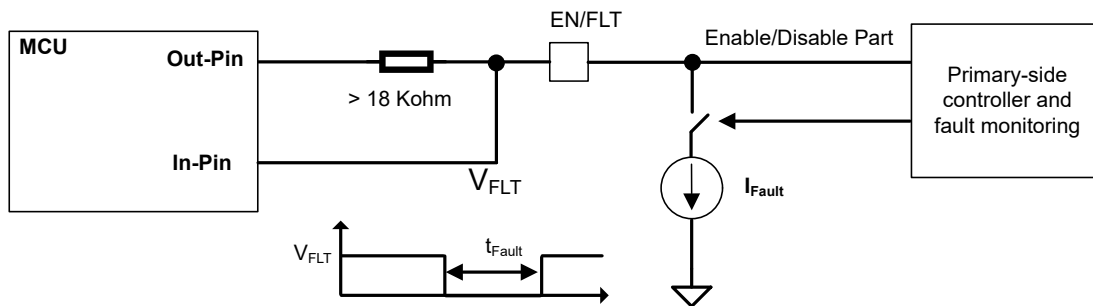 EN/FLT
MCU
Out-Pin
Enable/Disable Part
> 18 Kohm
Primary-side
controller and
fault monitoring
In-Pin
VFLT
IFault
VFLT
tFault